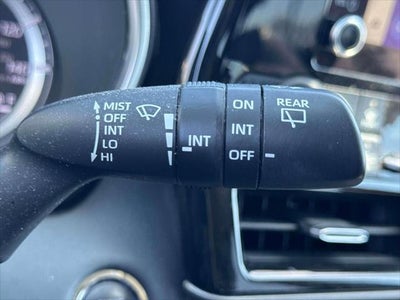 MIST
OFF
INT
LO
HI
INT
ON
INT
OFF
REAR